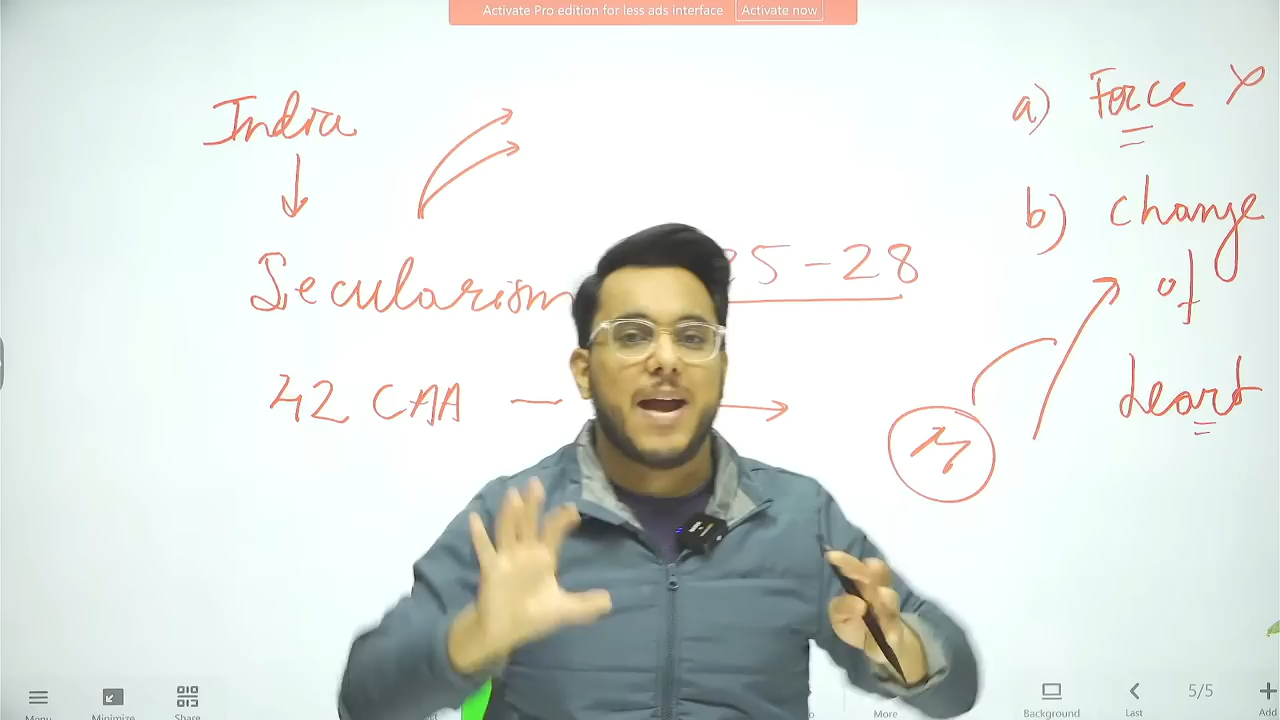 Activate Pro edition for less ads interface Activate now
India
Secularism 25-28
42 CAA
a) Force
b) Change
of
Heart
5/5
Menu
Minimize
Share
More
Background
Last
Add